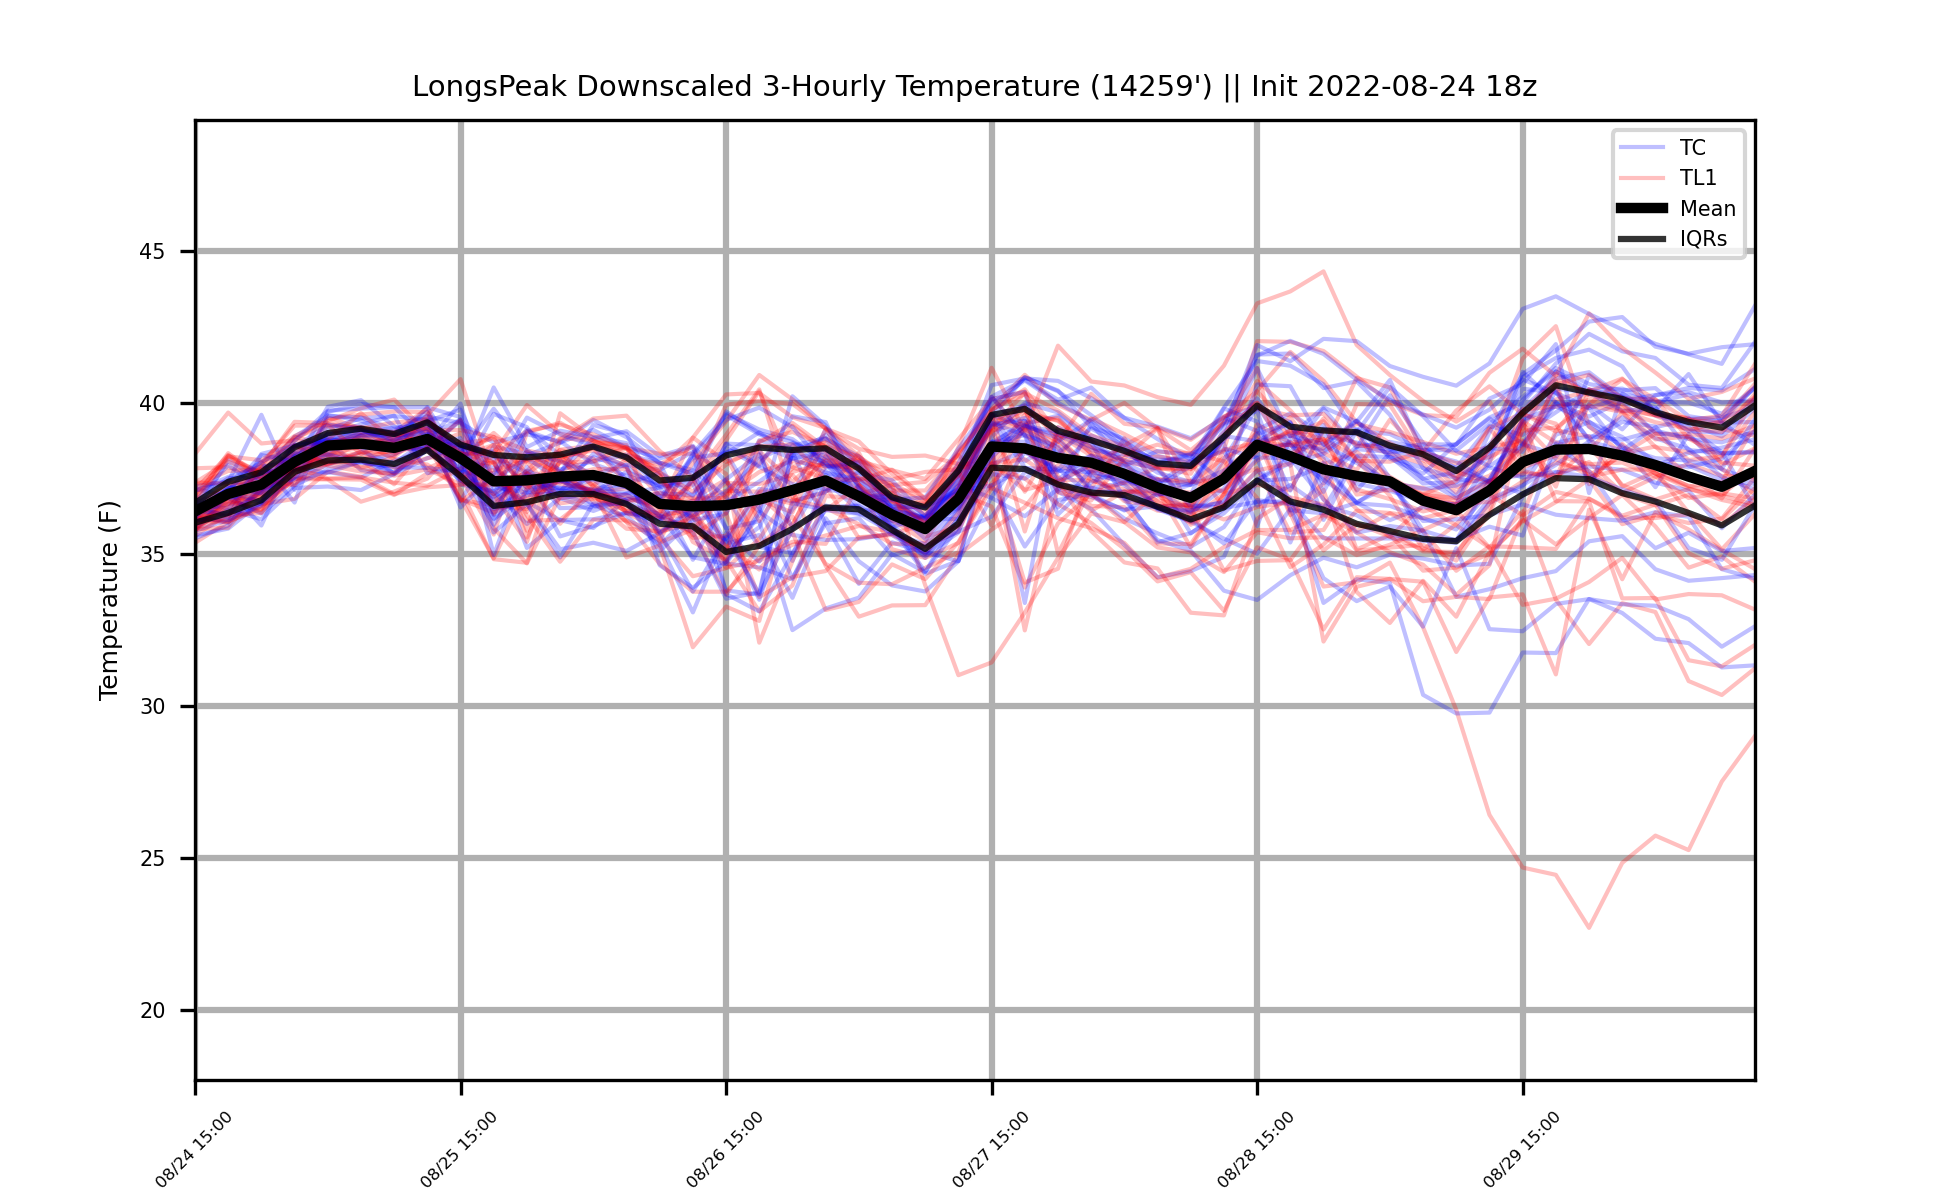 LongsPeak Downscaled 3-Hourly Temperature (14259') || Init 2022-08-24 18z
TC
TL1
Mean
IQRs
Temperature (F)
45
40
35
30
25
20
08/24 15:00
08/25 15:00
08/26 15:00
08/27 15:00
08/28 15:00
08/29 15:00